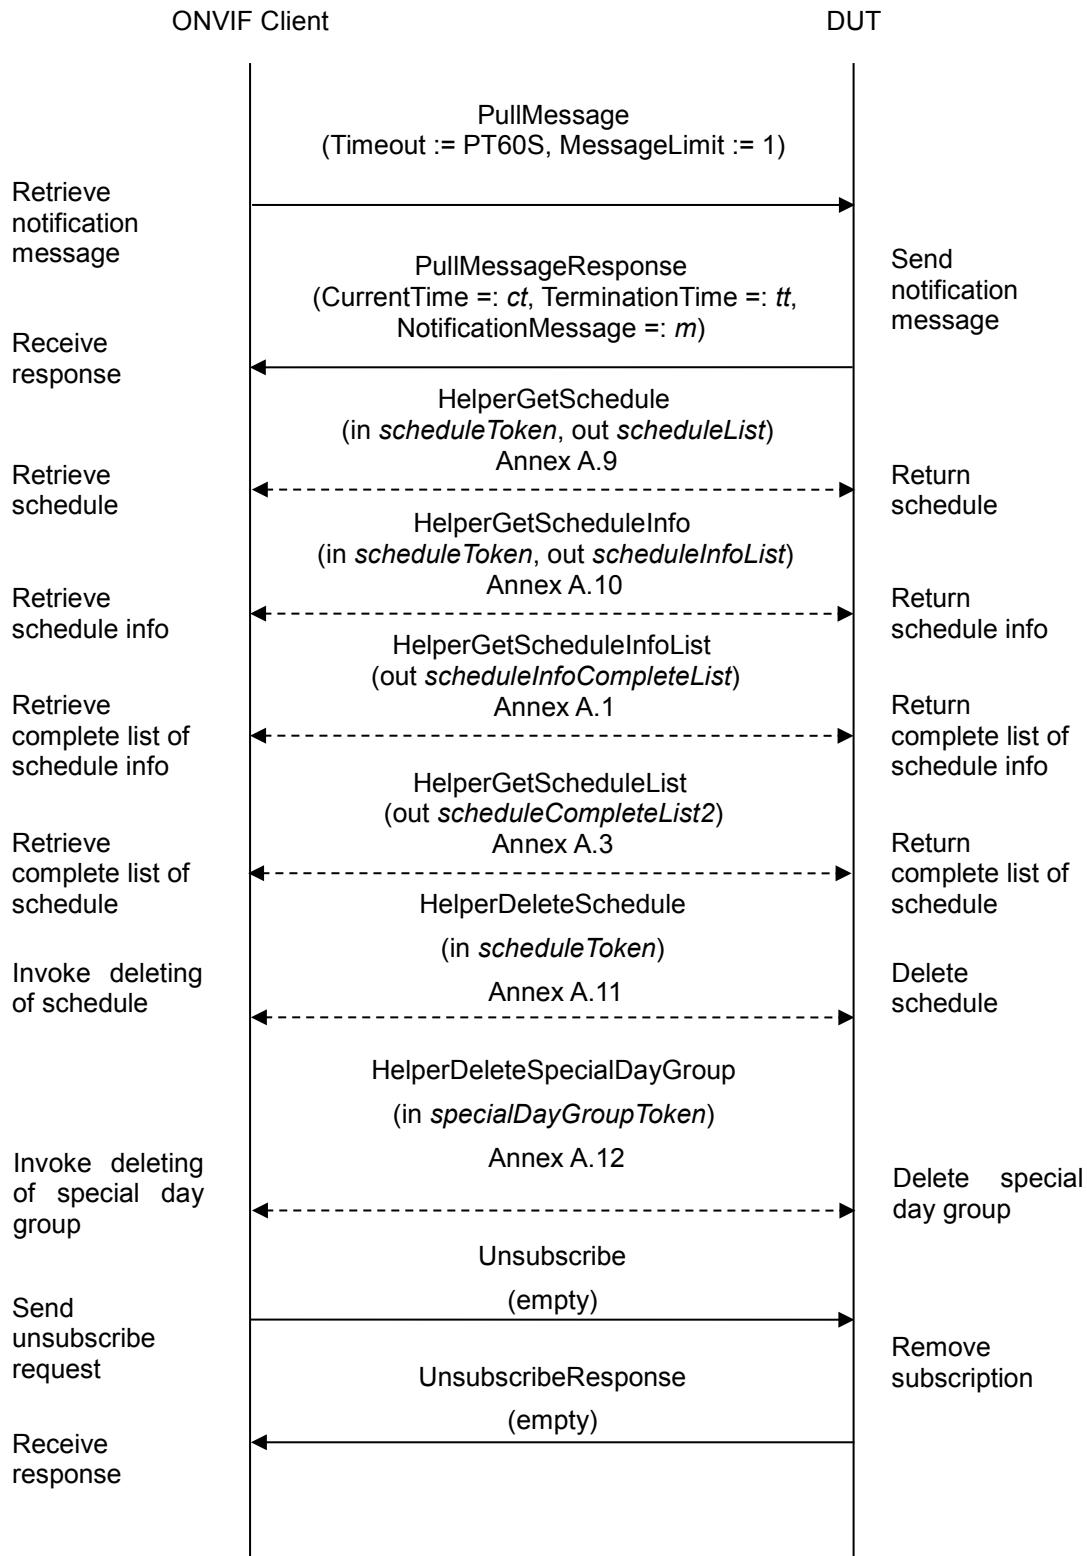 ONVIF Client
DUT
PullMessage
(Timeout := PT60S, MessageLimit := 1)
Retrieve
notification
message
PullMessageResponse
(CurrentTime =: ct, TerminationTime =: tt,
NotificationMessage =: m)
Send
notification
message
Receive
response
HelperGetSchedule
(in scheduleToken, out scheduleList)
Annex A.9
Retrieve
schedule
Return
schedule
HelperGetScheduleInfo
(in scheduleToken, out scheduleInfoList)
Annex A.10
Retrieve
schedule info
Return
schedule info
HelperGetScheduleInfoList
(out scheduleInfoCompleteList)
Annex A.1
Retrieve
complete list of
schedule info
Return
complete list of
schedule info
HelperGetScheduleList
(out scheduleCompleteList2)
Annex A.3
Retrieve
complete list of
schedule
Return
complete list of
schedule
HelperDeleteSchedule
(in scheduleToken)
Annex A.11
Invoke deleting
of schedule
Delete
schedule
HelperDeleteSpecialDayGroup
(in specialDayGroupToken)
Annex A.12
Invoke deleting
of special day
group
Delete special
day group
Unsubscribe
(empty)
Send
unsubscribe
request
Remove
subscription
UnsubscribeResponse
(empty)
Receive
response